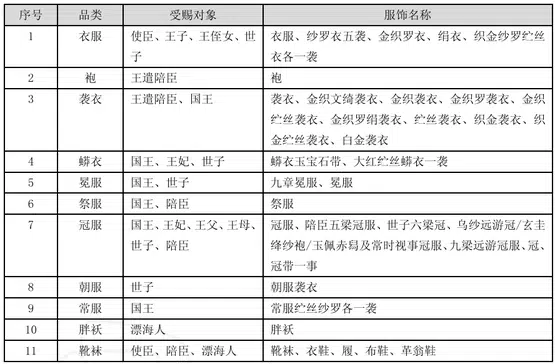 序号 品类 受赐对象 服饰名称
1 衣服 使臣、王子、王侄女、世子 衣服、纱罗衣五袭、金织罗衣、绢衣、织金纱罗纻丝衣各一袭
2 袍 王遣陪臣 袍
3 袭衣 王遣陪臣、国王 袭衣、金织文绮袭衣、金织袭衣、金织罗袭衣、金织纻丝袭衣、金织罗绢袭衣、纻丝袭衣、织金袭衣、织金纻丝袭衣、白金袭衣
4 蟒衣 国王、王妃、世子 蟒衣玉宝石带、大红纻丝蟒衣一袭
5 冕服 国王、世子 九章冕服、冕服
6 祭服 国王、陪臣 祭服
7 冠服 国王、王妃、王父、王母、世子、陪臣 冠服、陪臣五梁冠服、世子六梁冠、乌纱远游冠/玄圭绛纱袍/玉佩赤舄及常时视事冠服、九梁远游冠服、冠、冠带一事
8 朝服 世子 朝服袭衣
9 常服 国王 常服纻丝纱罗各一袭
10 胖袄 漂海人 胖袄
11 靴袜 使臣、陪臣、漂海人 靴袜、衣鞋、履、布鞋、革翁鞋